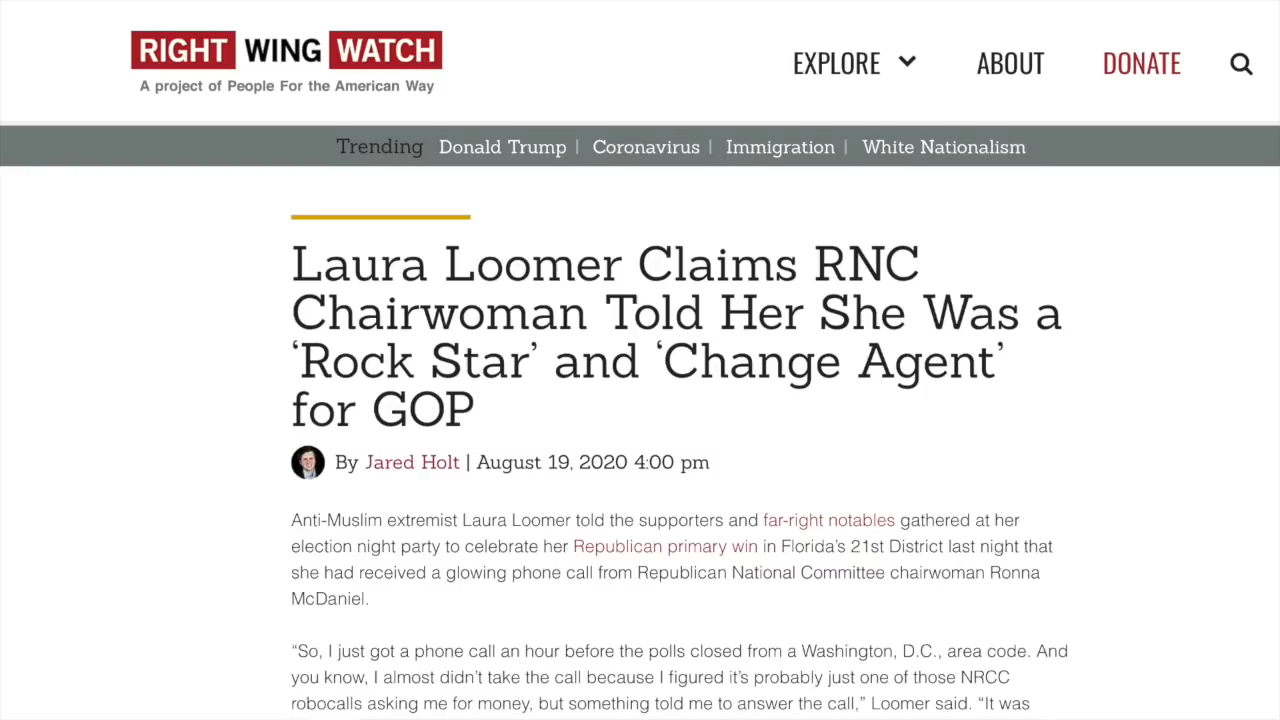 RIGHT WING WATCH
A project of People For the American Way
EXPLORE ABOUT DONATE
Trending Donald Trump | Coronavirus | Immigration | White Nationalism
Laura Loomer Claims RNC
Chairwoman Told Her She Was a
‘Rock Star’ and ‘Change Agent’
for GOP
By Jared Holt | August 19, 2020 4:00 pm
Anti-Muslim extremist Laura Loomer told the supporters and far-right notables gathered at her
election night party to celebrate her Republican primary win in Florida’s 21st District last night that
she had received a glowing phone call from Republican National Committee chairwoman Ronna
McDaniel.
“So, I just got a phone call an hour before the polls closed from a Washington, D.C., area code. And
you know, I almost didn’t take the call because I figured it’s probably just one of those NRCC
robocalls asking me for money, but something told me to answer the call,” Loomer said. “It was